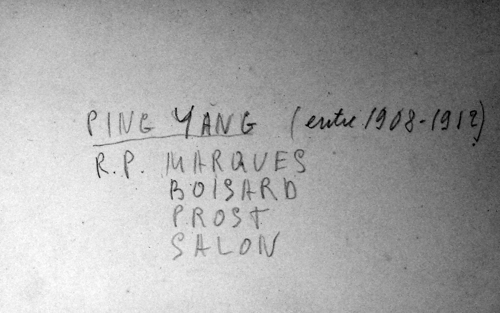 PING YANG (entre 1908-1912)
R.P. MARQUES
BOISARD
PROST
SALON